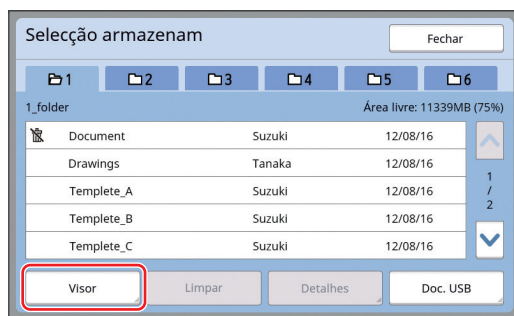 Selecção armazenam Fechar
1 2 3 4 5 6
1_folder Área livre: 11339MB (75%)
Document Suzuki 12/08/16
Drawings Tanaka 12/08/16
Templete_A Suzuki 12/08/16
Templete_B Suzuki 12/08/16
Templete_C Suzuki 12/08/16
1
/
2
Visor Limpar Detalhes Doc. USB